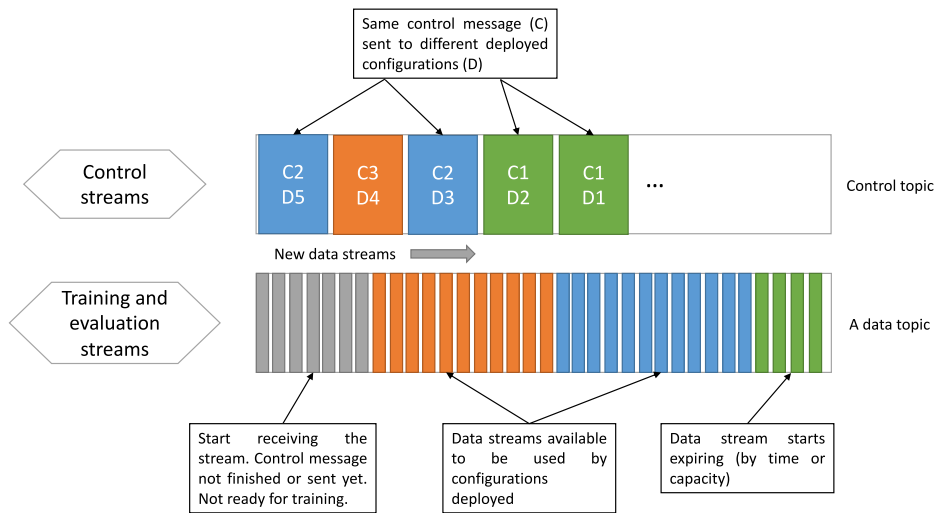 Same control message (C)
sent to different deployed
configurations (D)
Control
streams
C2
D5
C3
D4
C2
D3
C1
D2
C1
D1
...
Control topic
New data streams
Training and
evaluation
streams
A data topic
Start receiving the
stream. Control message
not finished or sent yet.
Not ready for training.
Data streams available
to be used by
configurations
deployed
Data stream starts
expiring (by time or
capacity)